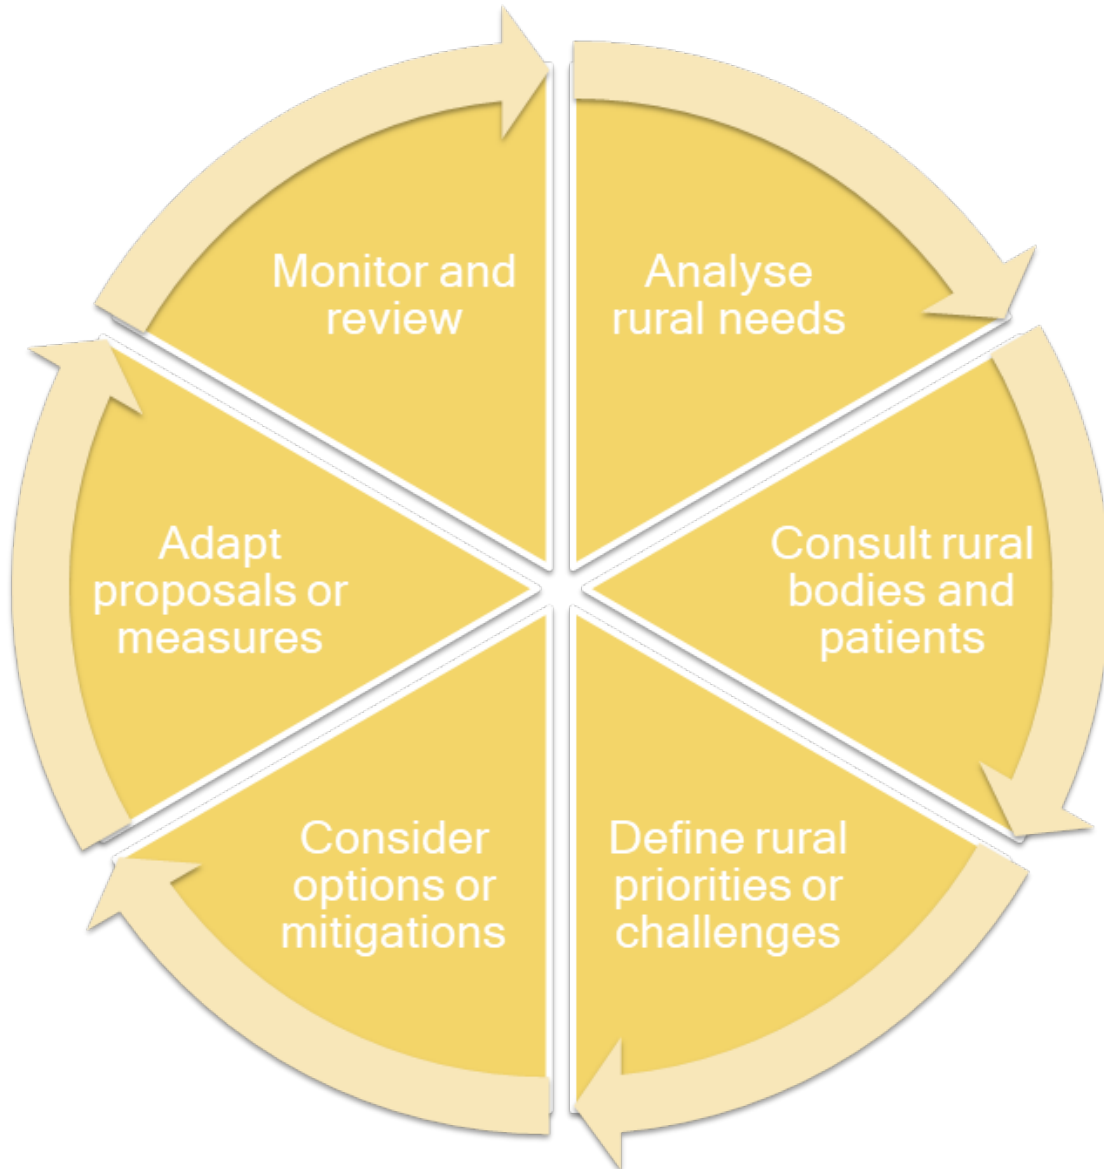 Analyse
rural needs
Consult rural
bodies and
patients
Define rural
priorities or
challenges
Consider
options or
mitigations
Adapt
proposals or
measures
Monitor and
review